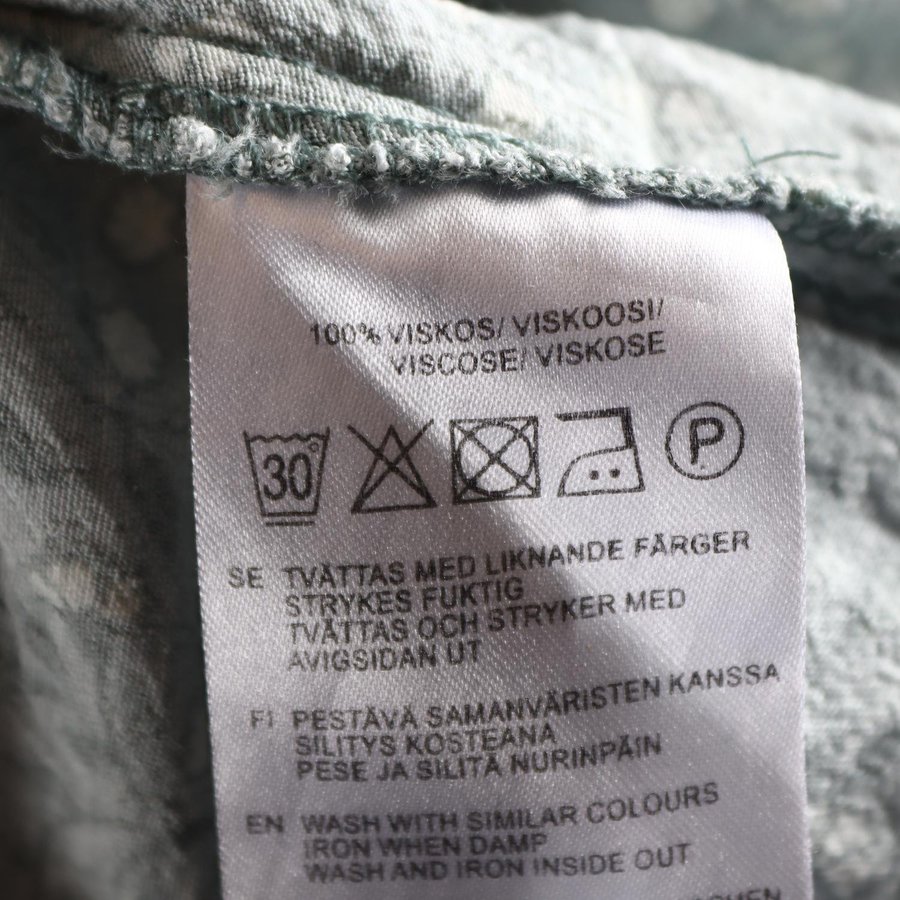 100% VISKOS/ VISKOOSI/
VISCOSE/ VISKOSE
30° P
SE TVÄTTAS MED LIKNANDE FÄRGER
STRYKES FUKTIG
TVÄTTAS OCH STRYKER MED
AVIGSIDAN UT
FI PESTÄVÄ SAMANVÄRISTEN KANSSA
SILITYS KOSTEANA
PESE JA SILITÄ NURINPÄIN
EN WASH WITH SIMILAR COLOURS
IRON WHEN DAMP
WASH AND IRON INSIDE OUT